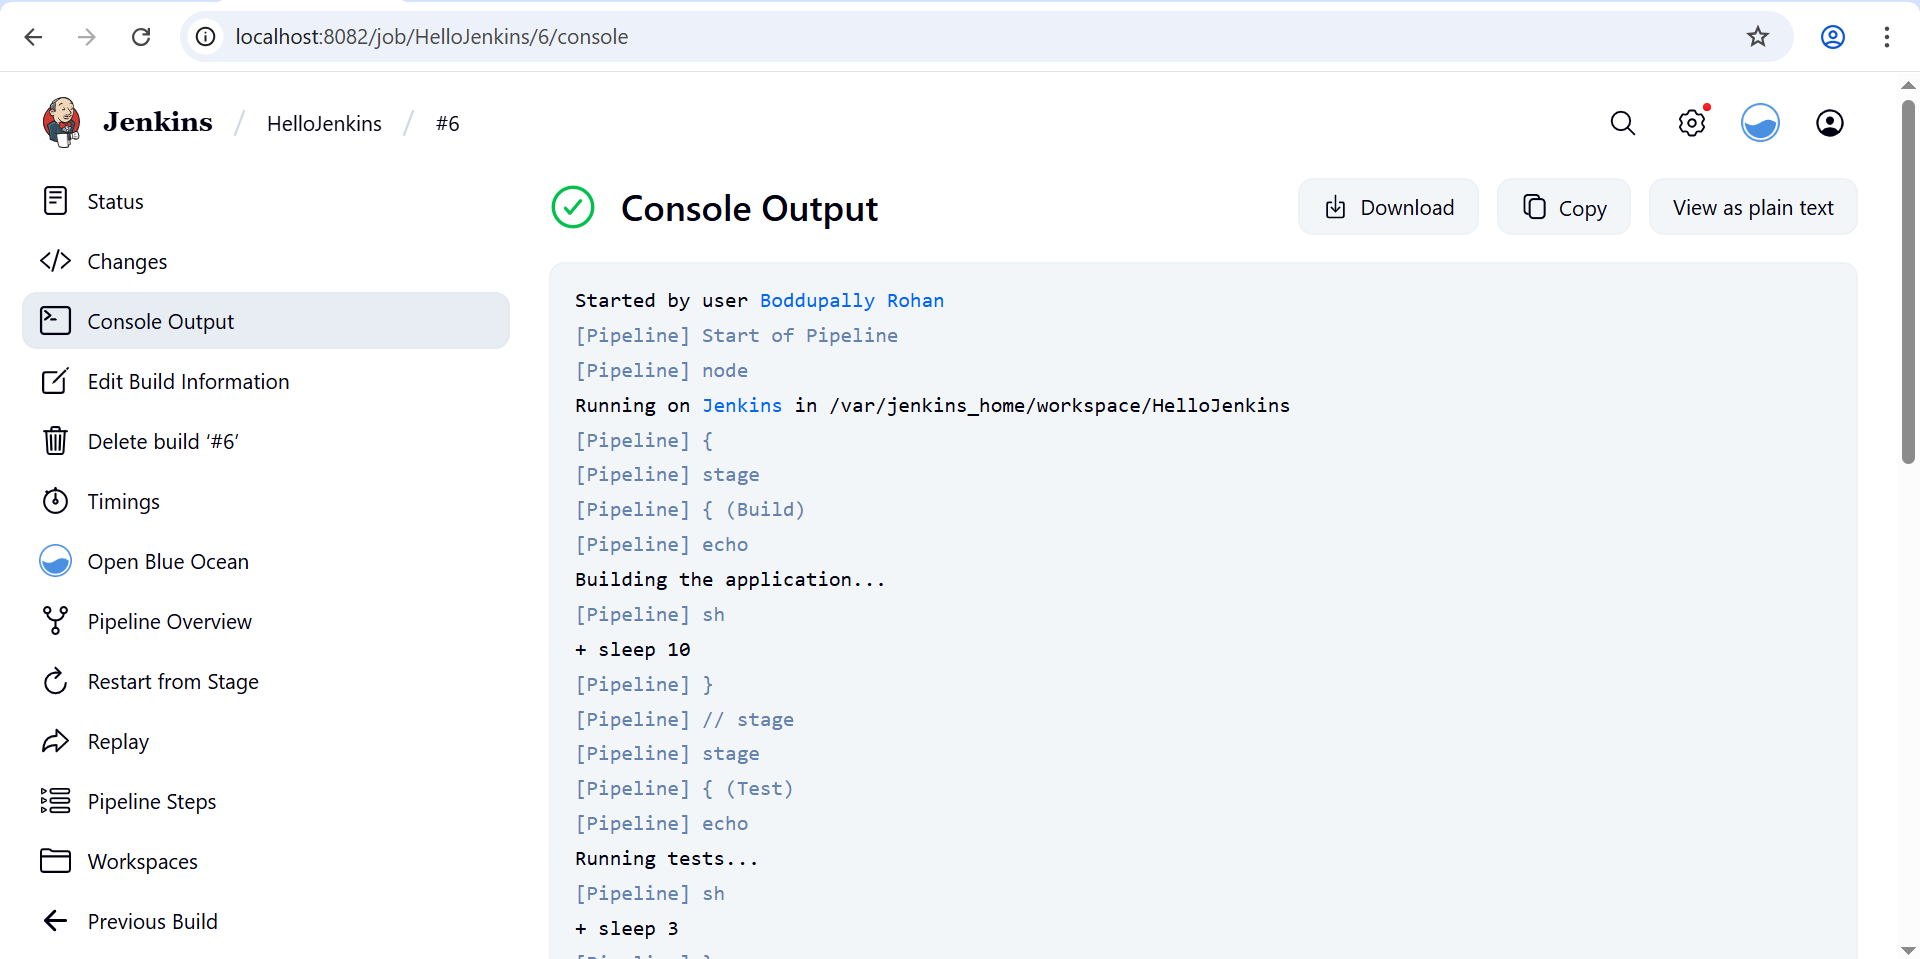 localhost:8082/job/HelloJenkins/6/console
Jenkins / HelloJenkins / #6
Status
Changes
Console Output
Edit Build Information
Delete build ‘#6’
Timings
Open Blue Ocean
Pipeline Overview
Restart from Stage
Replay
Pipeline Steps
Workspaces
Previous Build
Console Output
Download
Copy
View as plain text
Started by user Boddupally Rohan
[Pipeline] Start of Pipeline
[Pipeline] node
Running on Jenkins in /var/jenkins_home/workspace/HelloJenkins
[Pipeline] {
[Pipeline] stage
[Pipeline] { (Build)
[Pipeline] echo
Building the application...
[Pipeline] sh
+ sleep 10
[Pipeline] }
[Pipeline] // stage
[Pipeline] stage
[Pipeline] { (Test)
[Pipeline] echo
Running tests...
[Pipeline] sh
+ sleep 3